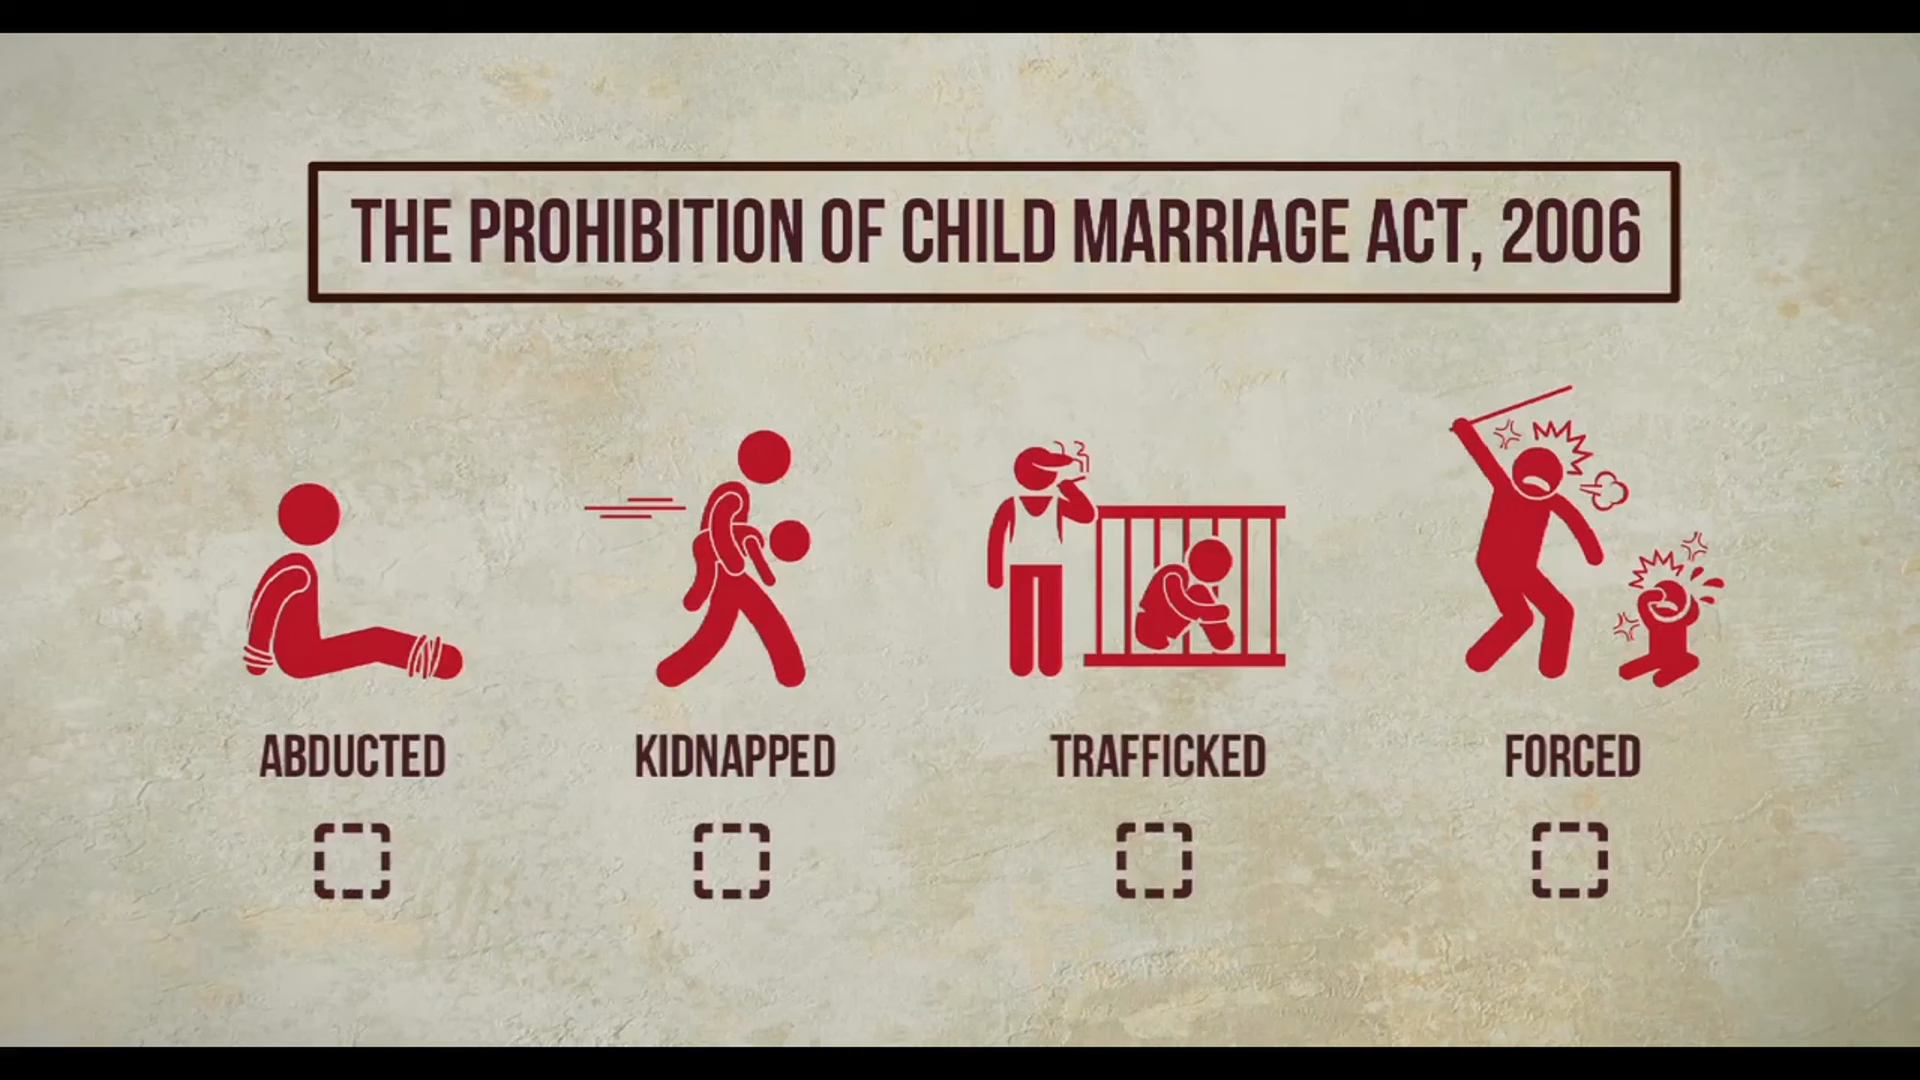 THE PROHIBITION OF CHILD MARRIAGE ACT, 2006
ABDUCTED
KIDNAPPED
TRAFFICKED
FORCED